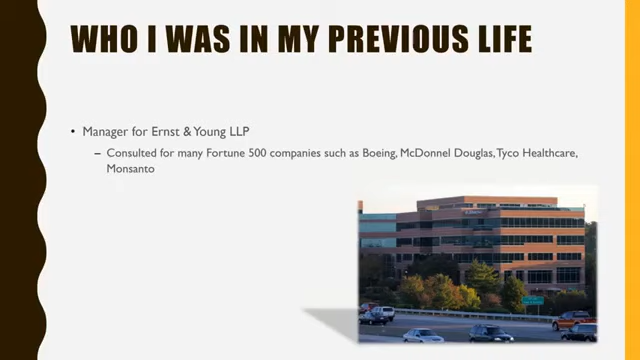 WHO I WAS IN MY PREVIOUS LIFE
• Manager for Ernst & Young LLP
– Consulted for many Fortune 500 companies such as Boeing, McDonnel Douglas, Tyco Healthcare,
Monsanto